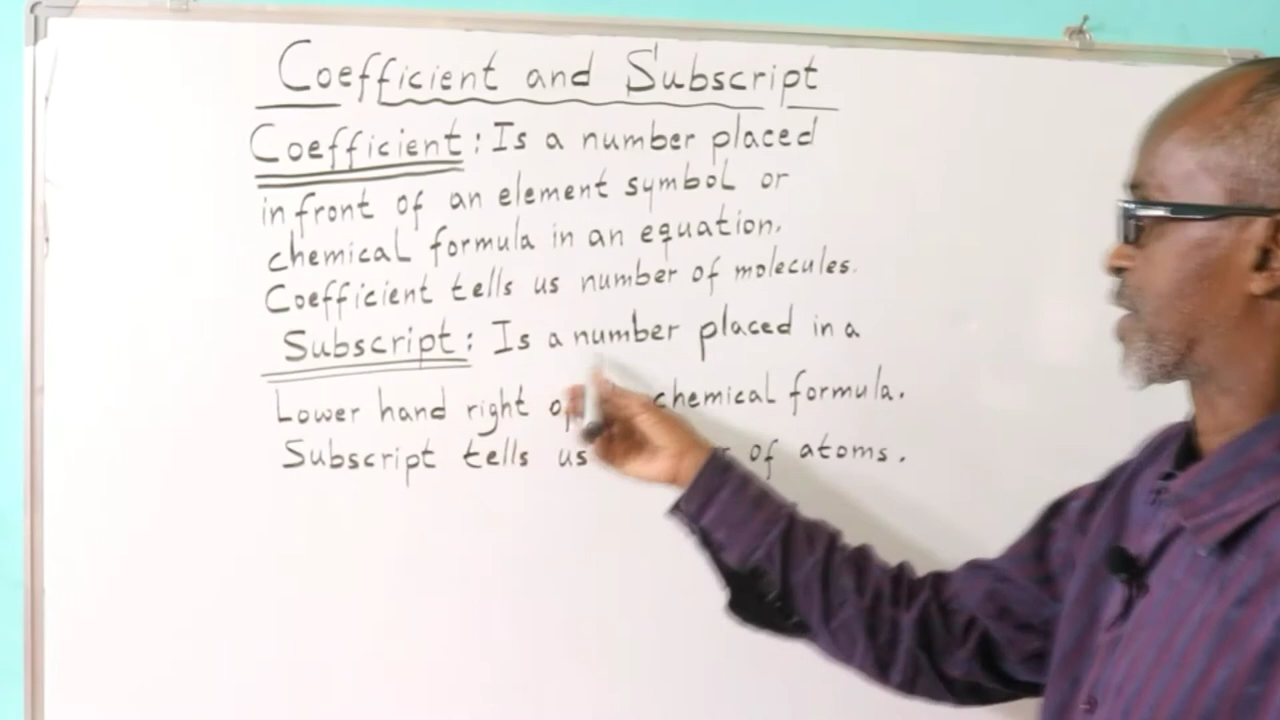 Coefficient and Subscript
Coefficient: Is a number placed
infront of an element symbol or
chemical formula in an equation.
Coefficient tells us number of molecules.
Subscript: Is a number placed in a
Lower hand right chemical formula.
Subscript tells us of atoms.